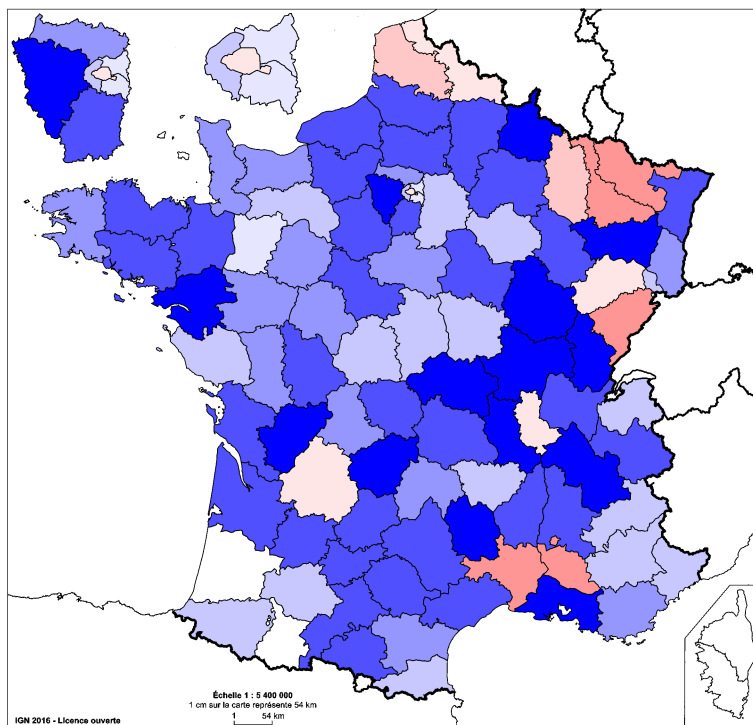 Échelle 1 : 5 400 000
1 cm sur la carte représente 54 km
1 54 km
IGN 2016 - Licence ouverte